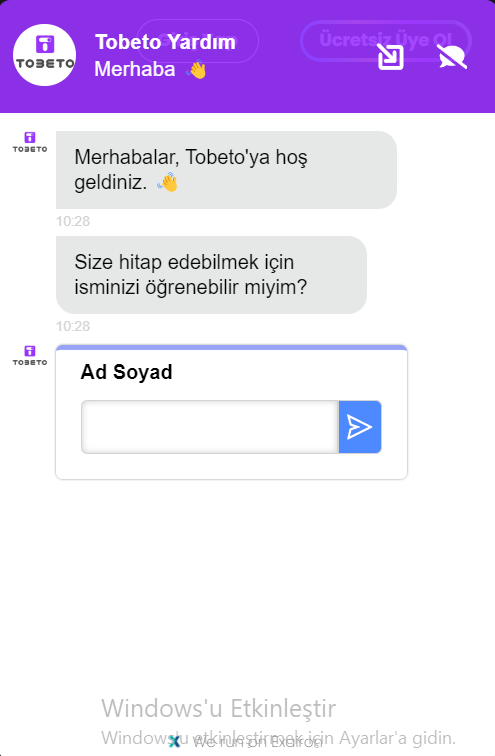 TOBETO
Tobeto Yardım
Merhaba
Ücretsiz Üye Ol
TOBETO
Merhabalar, Tobeto'ya hoş
geldiniz.
10:28
Size hitap edebilmek için
isminizi öğrenebilir miyim?
10:28
TOBETO
Ad Soyad
Windows'u Etkinleştir
Windows'u etkinleştirmek için Ayarlar'a gidin.
We run on Exairon